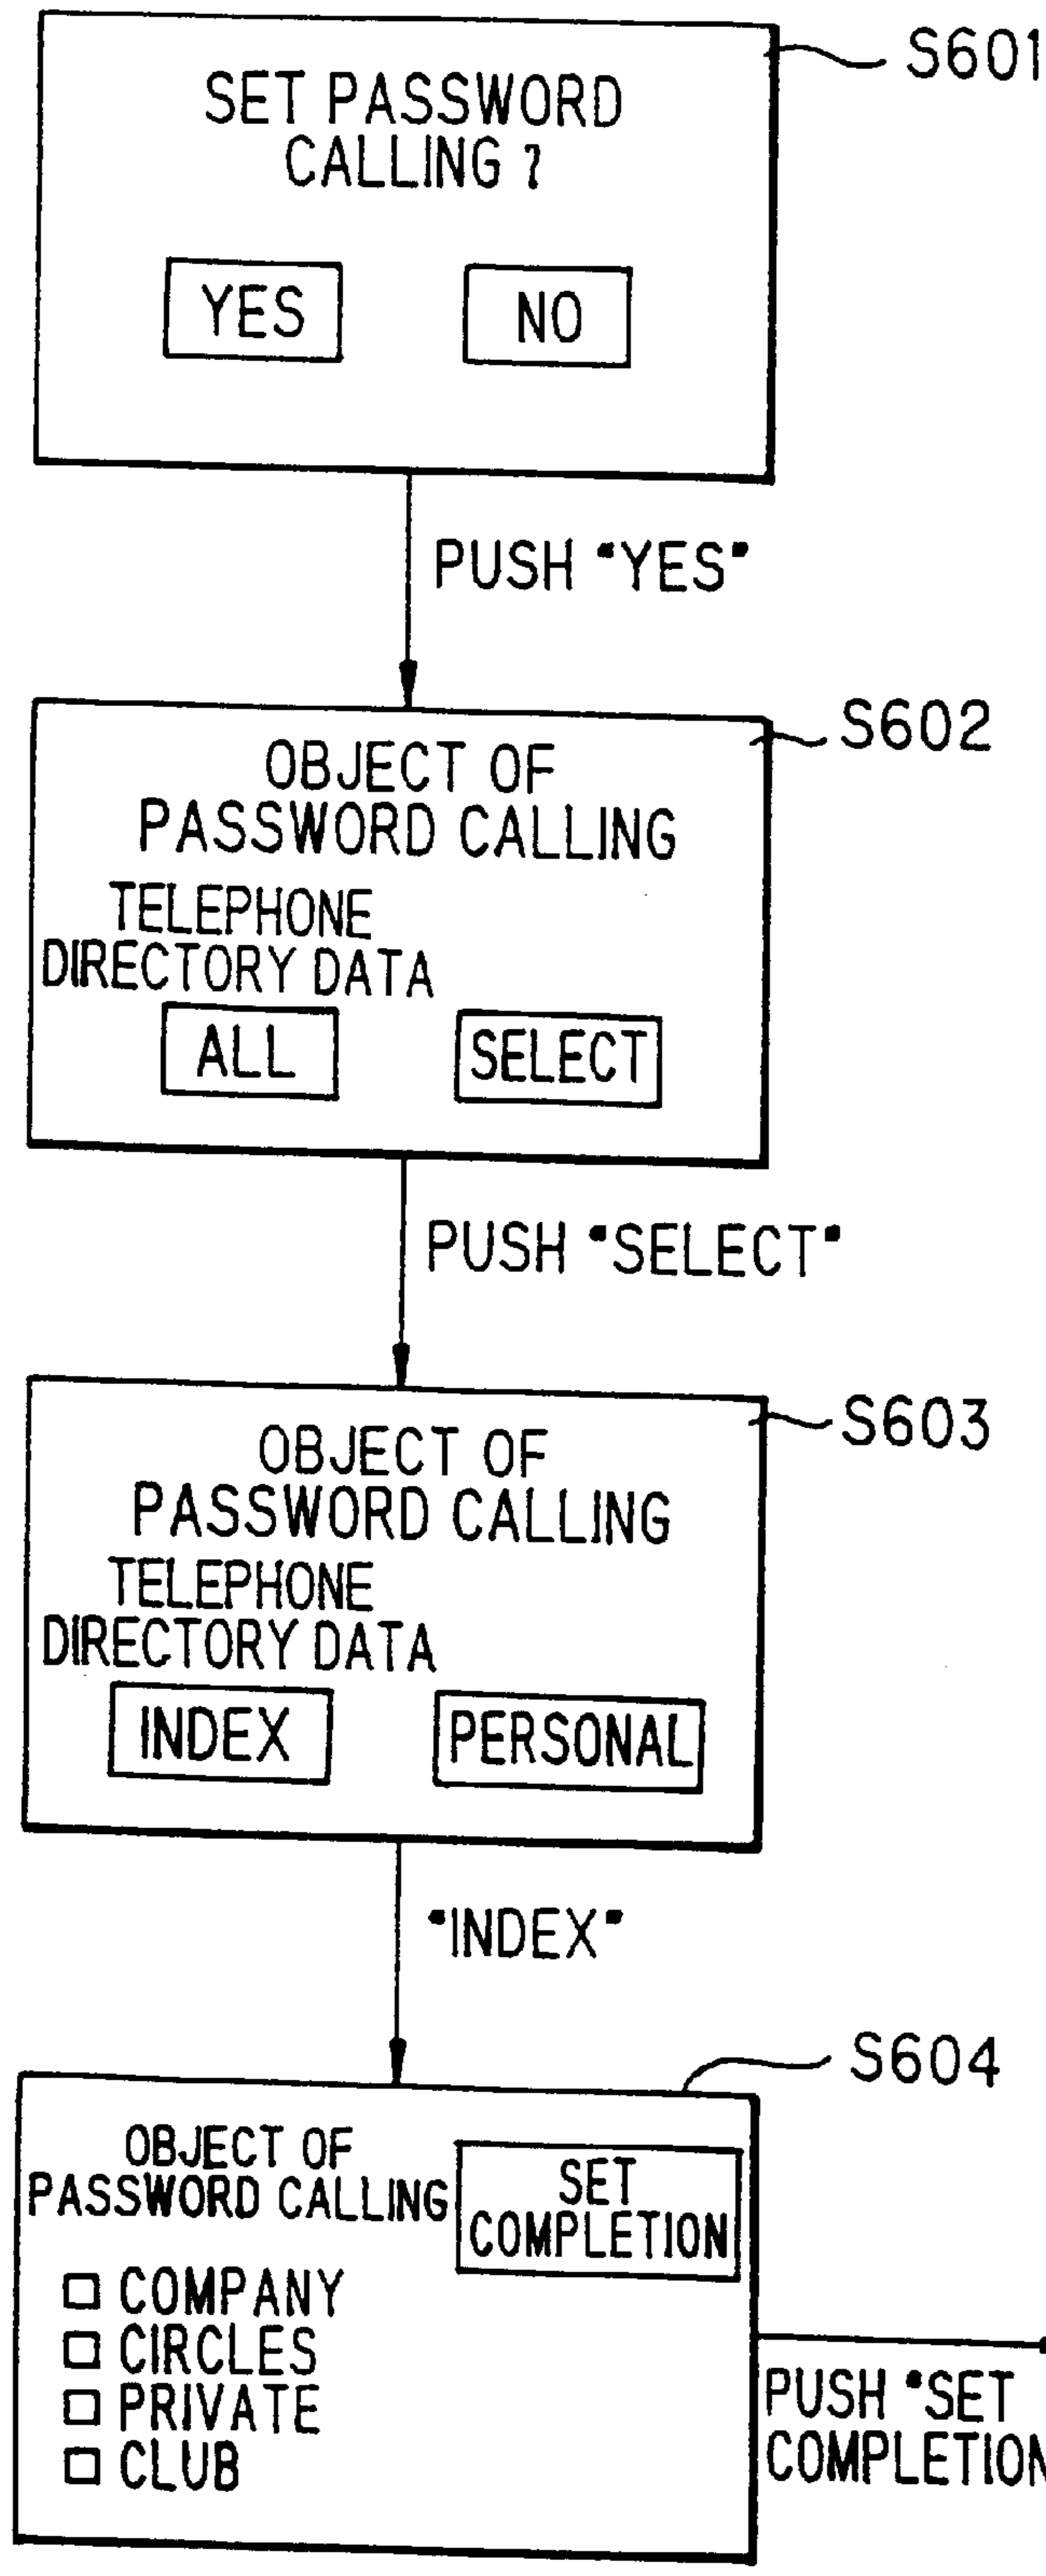 S601
SET PASSWORD
CALLING ?
YES NO
PUSH "YES"
S602
OBJECT OF
PASSWORD CALLING
TELEPHONE
DIRECTORY DATA
ALL SELECT
PUSH "SELECT"
S603
OBJECT OF
PASSWORD CALLING
TELEPHONE
DIRECTORY DATA
INDEX PERSONAL
"INDEX"
S604
OBJECT OF
PASSWORD CALLING
SET
COMPLETION
□ COMPANY
□ CIRCLES
□ PRIVATE
□ CLUB
PUSH "SET
COMPLETION